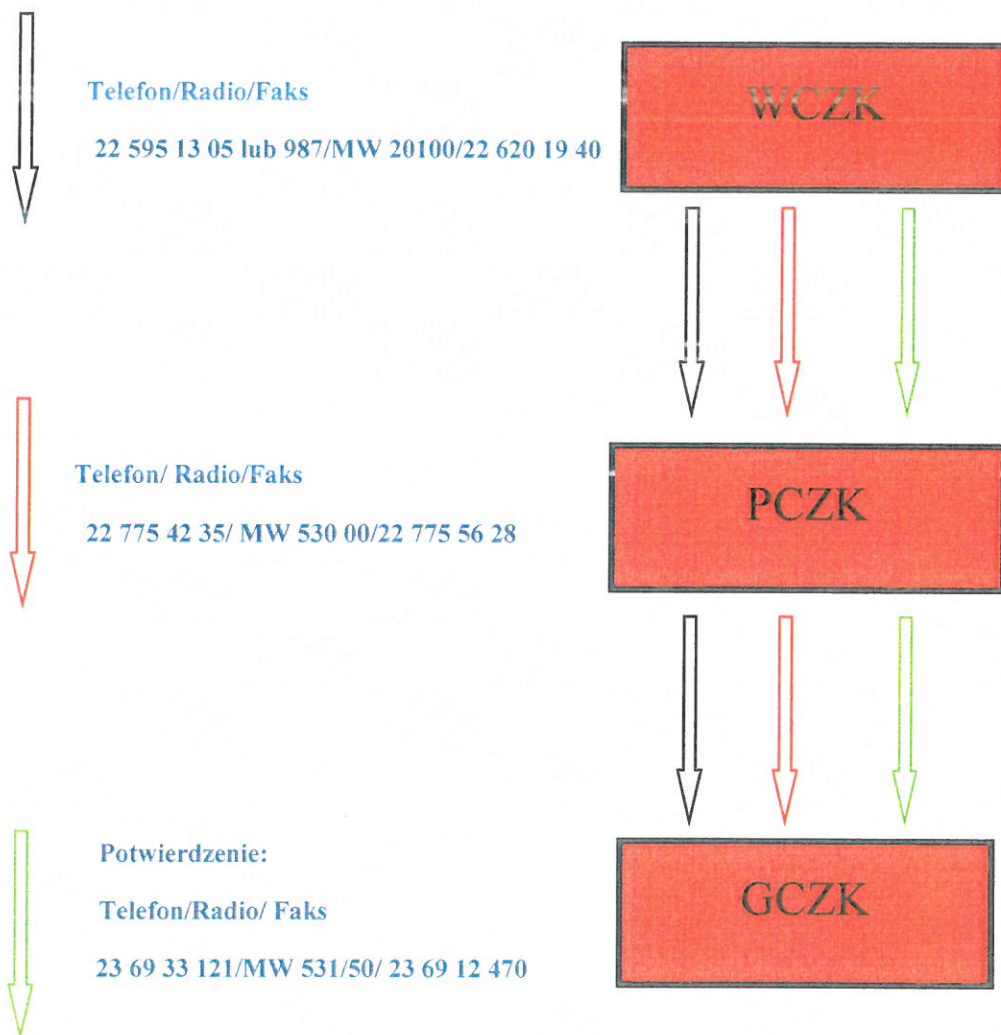 Telefon/Radio/Faks
22 595 13 05 lub 987/MW 20100/22 620 19 40
WCZK
Telefon/ Radio/Faks
22 775 42 35/ MW 530 00/22 775 56 28
PCZK
Potwierdzenie:
Telefon/Radio/ Faks
23 69 33 121/MW 531/50/ 23 69 12 470
GCZK